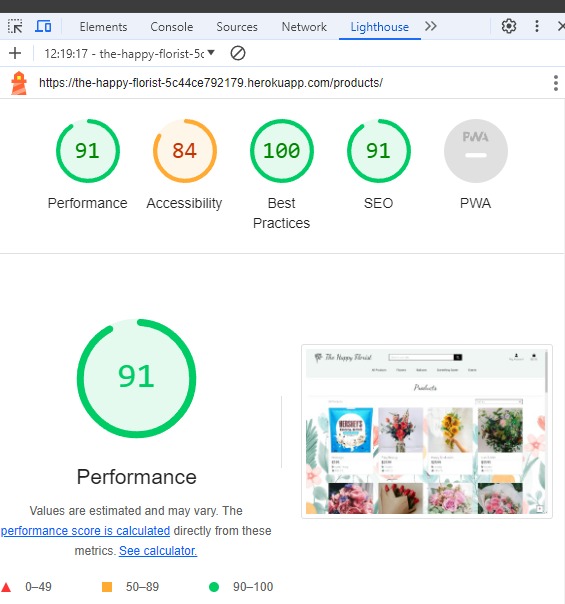 Elements Console Sources Network Lighthouse
12:19:17 - the-happy-florist-5c
https://the-happy-florist-5c44ce792179.herokuapp.com/products/
91 84 100 91 PWA
Performance Accessibility Best Practices SEO PWA
91
The Happy Florist
Products
HERSHEY'S
Performance
Values are estimated and may vary. The
performance score is calculated directly from these
metrics. See calculator.
0–49 50–89 90–100